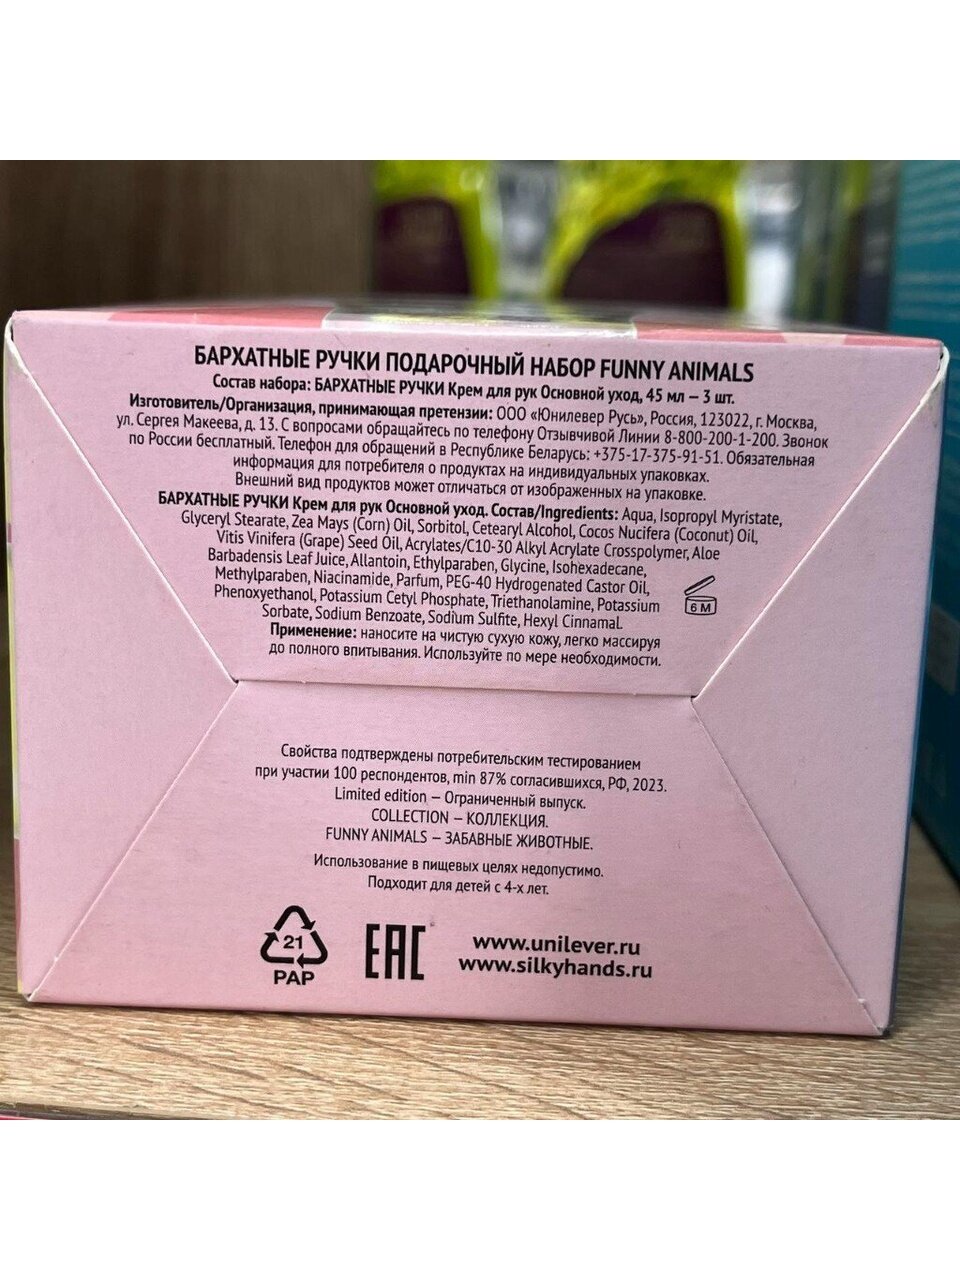 БАРХАТНЫЕ РУЧКИ ПОДАРОЧНЫЙ НАБОР FUNNY ANIMALS
Состав набора: БАРХАТНЫЕ РУЧКИ Крем для рук Основной уход, 45 мл — 3 шт.
Изготовитель/Организация, принимающая претензии: ООО «Юнилевер Русь», Россия, 123022, г. Москва,
ул. Сергея Макеева, д. 13. С вопросами обращайтесь по телефону Отзывчивой Линии 8-800-200-1-200. Звонок
по России бесплатный. Телефон для обращений в Республике Беларусь: +375-17-375-91-51. Обязательная
информация для потребителя о продуктах на индивидуальных упаковках.
Внешний вид продуктов может отличаться от изображенных на упаковке.
БАРХАТНЫЕ РУЧКИ Крем для рук Основной уход. Состав/Ingredients: Aqua, Isopropyl Myristate,
Glyceryl Stearate, Zea Mays (Corn) Oil, Sorbitol, Cetearyl Alcohol, Cocos Nucifera (Coconut) Oil,
Vitis Vinifera (Grape) Seed Oil, Acrylates/C10-30 Alkyl Acrylate Crosspolymer, Aloe
Barbadensis Leaf Juice, Allantoin, Ethylparaben, Glycine, Isohexadecane,
Methylparaben, Niacinamide, Parfum, PEG-40 Hydrogenated Castor Oil,
Phenoxyethanol, Potassium Cetyl Phosphate, Triethanolamine, Potassium
Sorbate, Sodium Benzoate, Sodium Sulfite, Hexyl Cinnamal.
6 M
Применение: наносите на чистую сухую кожу, легко массируя
до полного впитывания. Используйте по мере необходимости.
Свойства подтверждены потребительским тестированием
при участии 100 респондентов, min 87% согласившихся, РФ, 2023.
Limited edition — Ограниченный выпуск.
COLLECTION — КОЛЛЕКЦИЯ.
FUNNY ANIMALS — ЗАБАВНЫЕ ЖИВОТНЫЕ.
Использование в пищевых целях недопустимо.
Подходит для детей с 4-х лет.
21
PAP
EAC
www.unilever.ru
www.silkyhands.ru